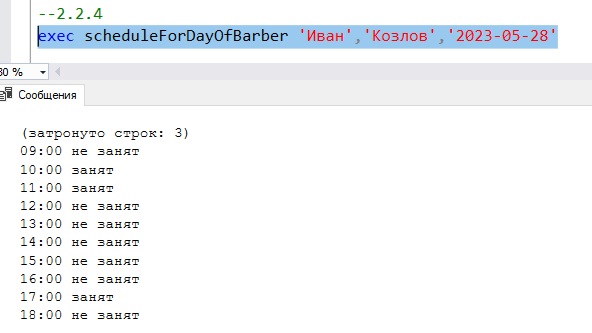 --2.2.4
exec scheduleForDayOfBarber 'Иван','Козлов','2023-05-28'
80 %
Сообщения
(затронуто строк: 3)
09:00 не занят
10:00 занят
11:00 занят
12:00 не занят
13:00 не занят
14:00 не занят
15:00 не занят
16:00 не занят
17:00 занят
18:00 не занят